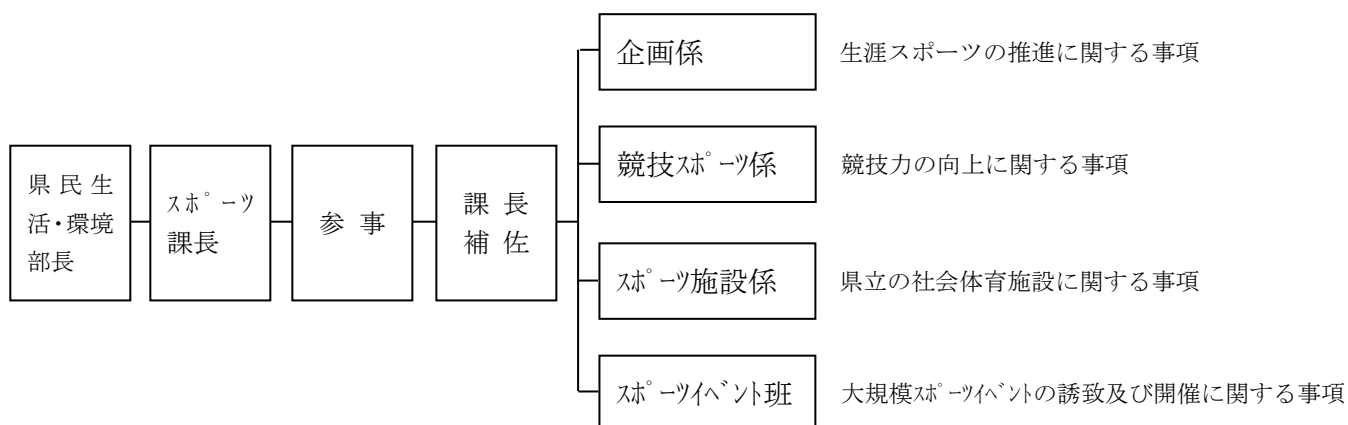 県民生
活・環境
部長
ｽﾎﾟｰﾂ
課長
参事
課長
補佐
企画係
生涯スポーツの推進に関する事項
競技ｽﾎﾟｰﾂ係
競技力の向上に関する事項
ｽﾎﾟｰﾂ施設係
県立の社会体育施設に関する事項
ｽﾎﾟｰﾂｲﾍﾞﾝﾄ班
大規模ｽﾎﾟｰﾂｲﾍﾞﾝﾄの誘致及び開催に関する事項